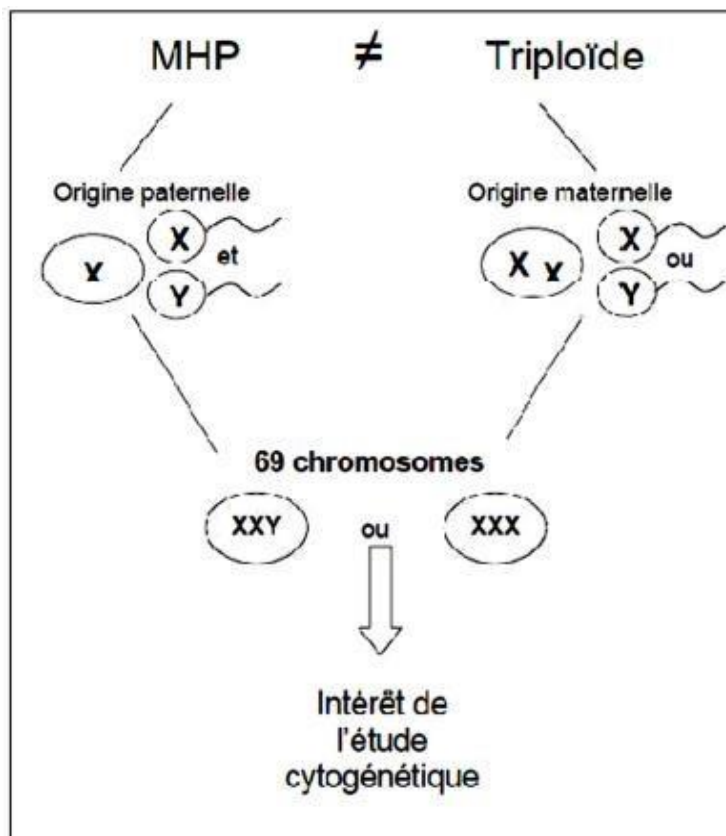 MHP ≠ Triploïde
Origine paternelle
Origine maternelle
X
et
X
Y
X X
X
ou
Y
69 chromosomes
XXY
ou
XXX
Intérêt de
l'étude
cytogénétique